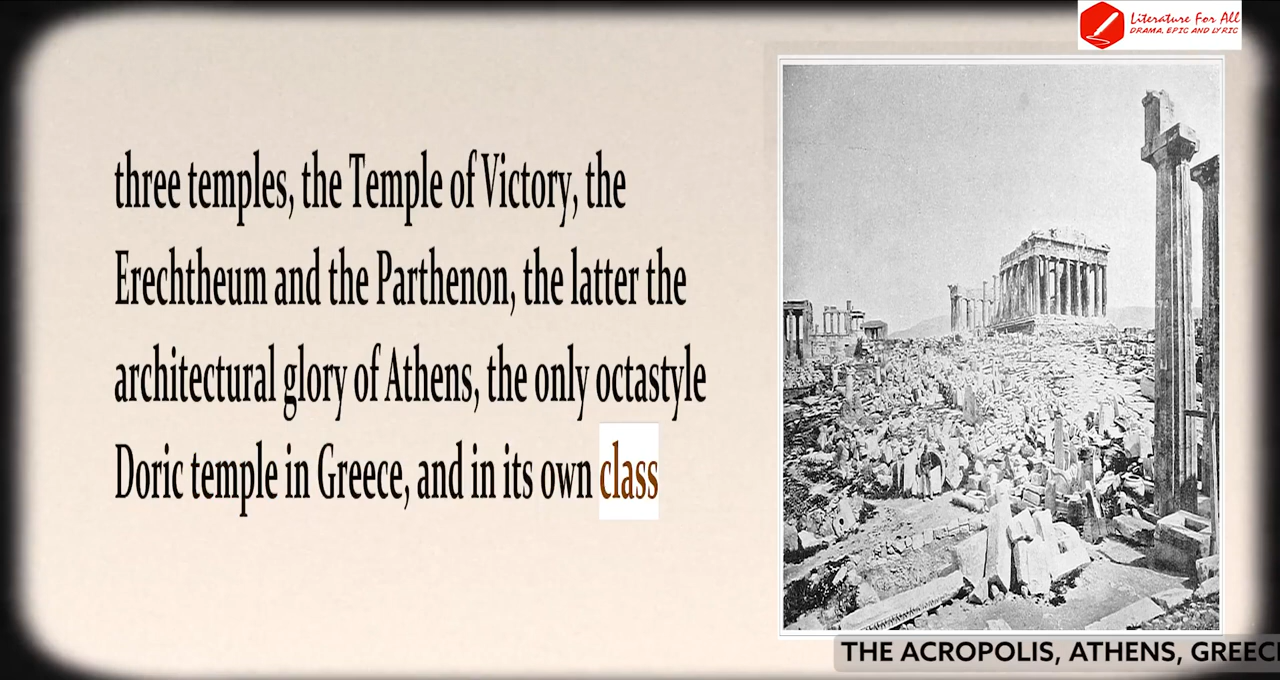 Literature For All
DRAMA, EPIC AND LYRIC
three temples, the Temple of Victory, the
Erechtheum and the Parthenon, the latter the
architectural glory of Athens, the only octastyle
Doric temple in Greece, and in its own class
THE ACROPOLIS, ATHENS, GREEC